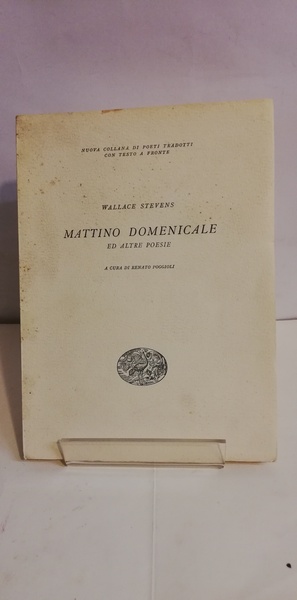 NUOVA COLLANA DI POETI TRADOTTI
CON TESTO A FRONTE
WALLACE STEVENS
MATTINO DOMENICALE
ED ALTRE POESIE
A CURA DI RENATO POGGIOLI